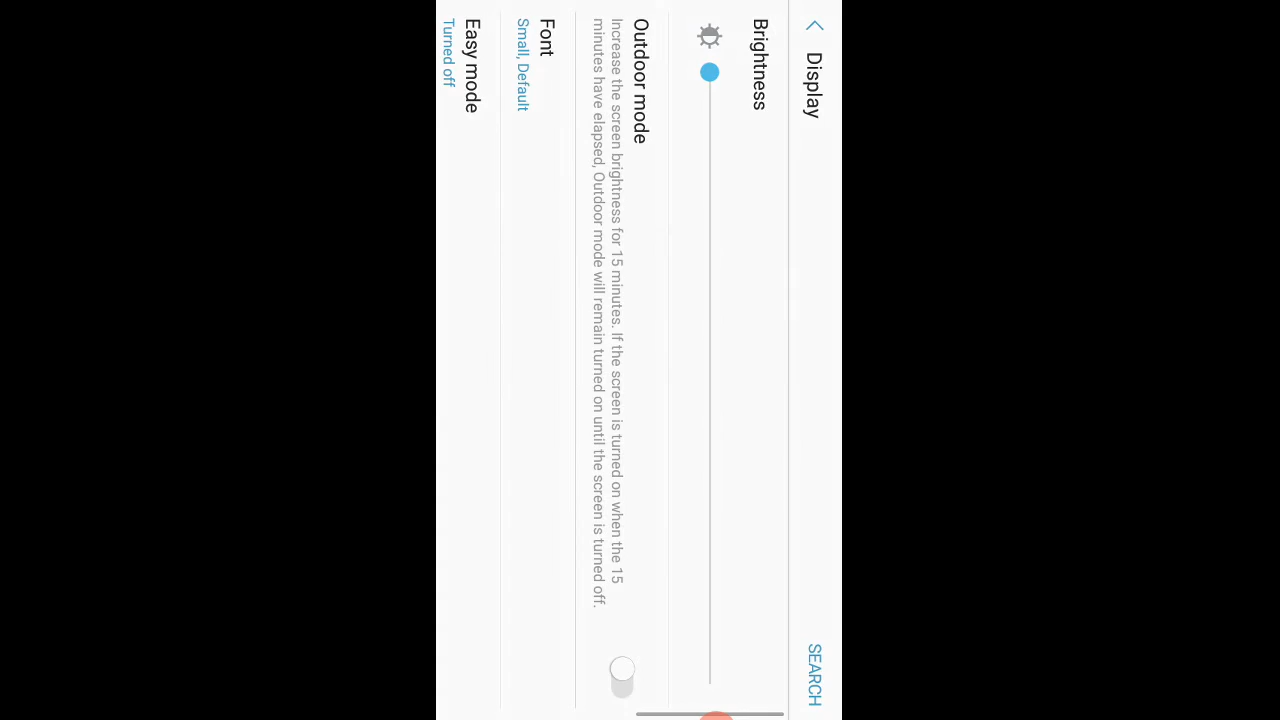 Display
SEARCH
Brightness
Outdoor mode
Increase the screen brightness for 15 minutes. If the screen is turned on when the 15
minutes have elapsed, Outdoor mode will remain turned on until the screen is turned off.
Font
Small, Default
Easy mode
Turned off